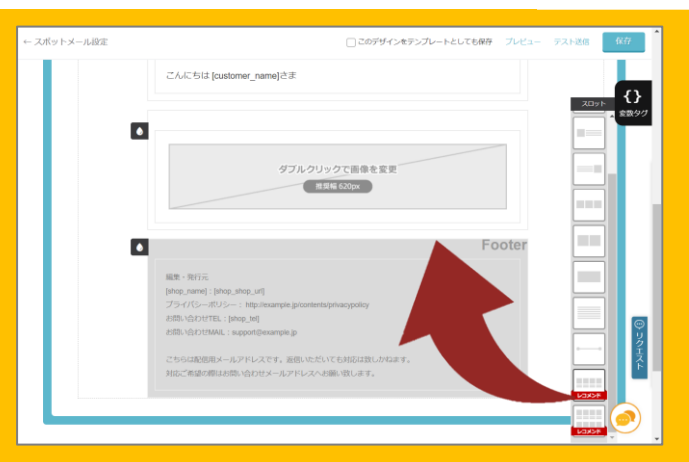 ← スポットメール設定
このデザインをテンプレートとしても保存 プレビュー テスト送信 保存
こんにちは [customer_name]さま
スロット
{}
変数タグ
ダブルクリックで画像を変更
推奨幅 620px
Footer
編集・発行元
[shop_name] : [shop_shop_url]
プライバシーポリシー : http://example.jp/contents/privacypolicy
お問い合わせTEL : [shop_tel]
お問い合わせMAIL : support@example.jp
こちらは配信用メールアドレスです。返信いただいても対応は致しかねます。
対応ご希望の際はお問い合わせメールアドレスへお願い致します。
リクエスト
レコメンド
レコメンド